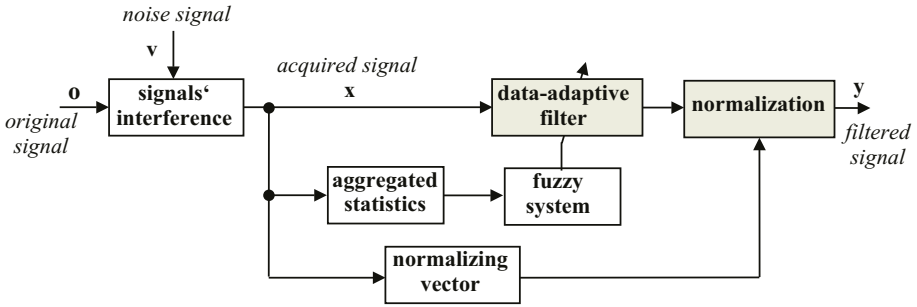 noise signal
v
acquired signal
x
o
original
signal
signals‘
interference
data-adaptive
filter
normalization
y
filtered
signal
aggregated
statistics
fuzzy
system
normalizing
vector